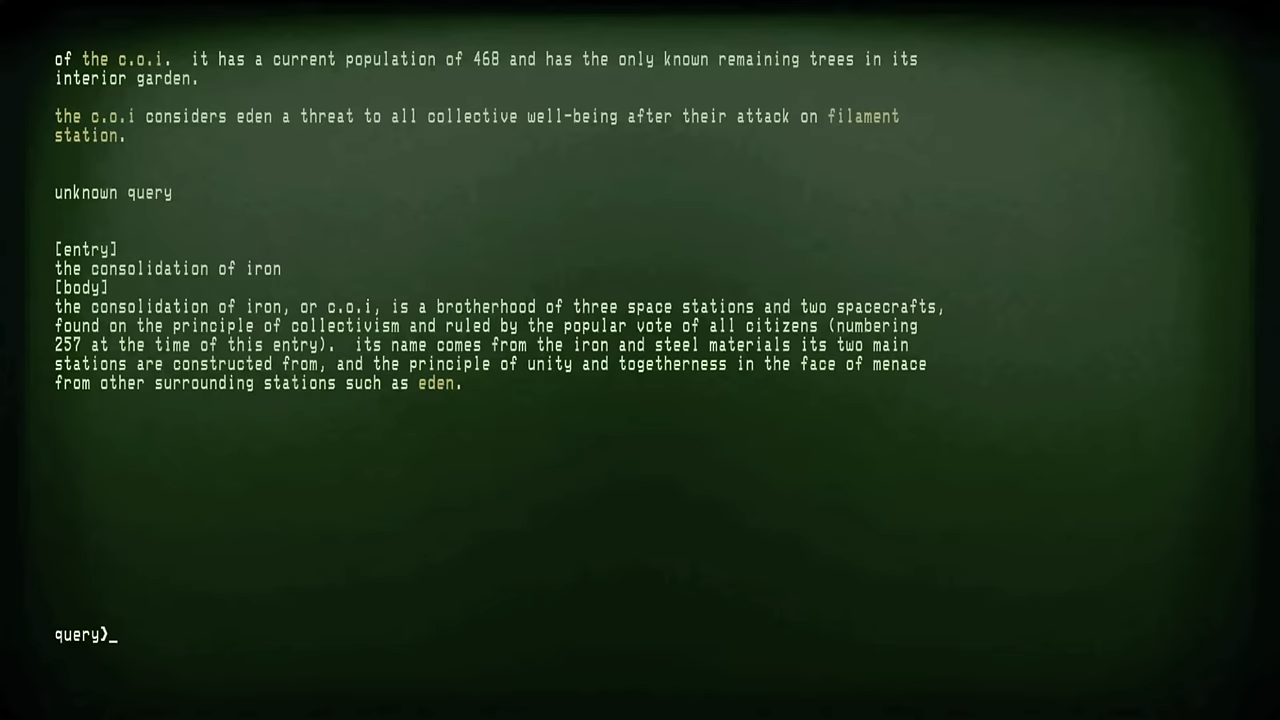 of the c.o.i.  it has a current population of 468 and has the only known remaining trees in its
interior garden.
the c.o.i considers eden a threat to all collective well-being after their attack on filament
station.
unknown query
[entry]
the consolidation of iron
[body]
the consolidation of iron, or c.o.i, is a brotherhood of three space stations and two spacecrafts,
found on the principle of collectivism and ruled by the popular vote of all citizens (numbering
257 at the time of this entry).  its name comes from the iron and steel materials its two main
stations are constructed from, and the principle of unity and togetherness in the face of menace
from other surrounding stations such as eden.
query}_